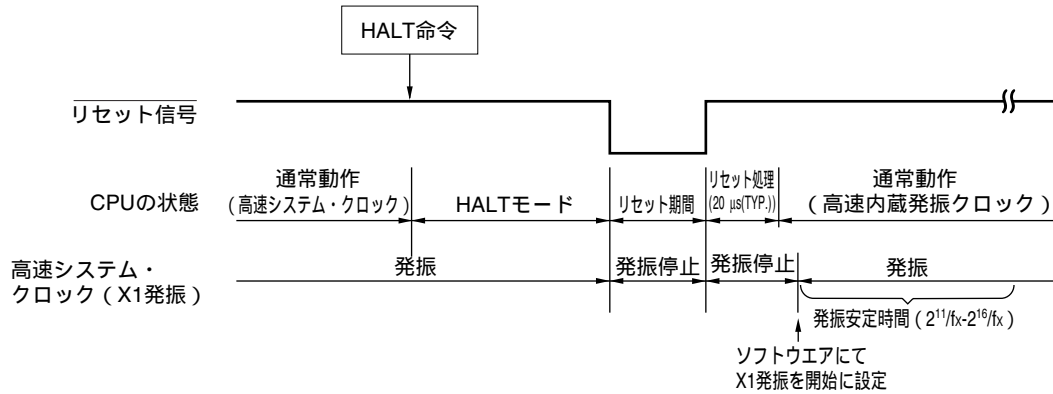 HALT命令
リセット信号
CPUの状態
通常動作
(高速システム・クロック)
HALTモード
リセット期間
リセット処理
(20 μs(TYP.))
通常動作
(高速内蔵発振クロック)
高速システム・
クロック(X1発振)
発振
発振停止
発振停止
発振
発振安定時間(2¹¹/fx-2¹⁶/fx)
ソフトウエアにて
X1発振を開始に設定